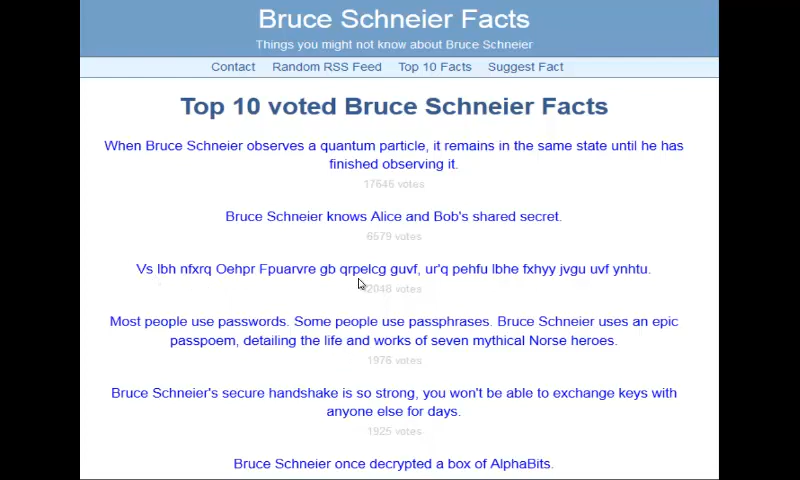 Bruce Schneier Facts
Things you might not know about Bruce Schneier
Contact Random RSS Feed Top 10 Facts Suggest Fact
Top 10 voted Bruce Schneier Facts
When Bruce Schneier observes a quantum particle, it remains in the same state until he has
finished observing it.
17646 votes
Bruce Schneier knows Alice and Bob's shared secret.
6579 votes
Vs lbh nfxrq Oehpr Fpuarvre gb qrpelcg guvf, ur'q pehfu lbhe fxhyy jvgu uvf ynhtu.
2048 votes
Most people use passwords. Some people use passphrases. Bruce Schneier uses an epic
passpoem, detailing the life and works of seven mythical Norse heroes.
1976 votes
Bruce Schneier's secure handshake is so strong, you won't be able to exchange keys with
anyone else for days.
1925 votes
Bruce Schneier once decrypted a box of AlphaBits.